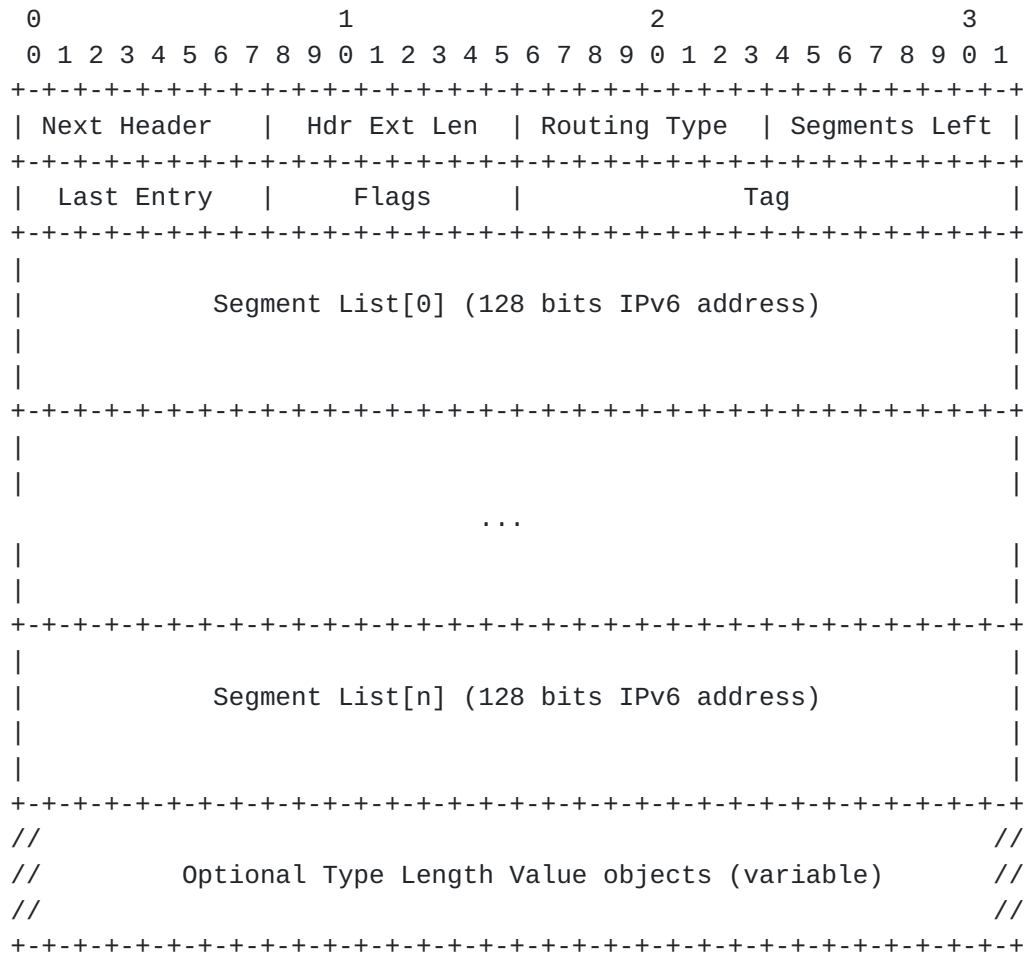 0                   1                   2                   3
 0 1 2 3 4 5 6 7 8 9 0 1 2 3 4 5 6 7 8 9 0 1 2 3 4 5 6 7 8 9 0 1
+-+-+-+-+-+-+-+-+-+-+-+-+-+-+-+-+-+-+-+-+-+-+-+-+-+-+-+-+-+-+-+-+
| Next Header   |  Hdr Ext Len  | Routing Type  | Segments Left |
+-+-+-+-+-+-+-+-+-+-+-+-+-+-+-+-+-+-+-+-+-+-+-+-+-+-+-+-+-+-+-+-+
|  Last Entry   |     Flags     |              Tag              |
+-+-+-+-+-+-+-+-+-+-+-+-+-+-+-+-+-+-+-+-+-+-+-+-+-+-+-+-+-+-+-+-+
|                                                               |
|            Segment List[0] (128 bits IPv6 address)            |
|                                                               |
|                                                               |
+-+-+-+-+-+-+-+-+-+-+-+-+-+-+-+-+-+-+-+-+-+-+-+-+-+-+-+-+-+-+-+-+
|                                                               |
|                                                               |
                              ...
|                                                               |
|                                                               |
+-+-+-+-+-+-+-+-+-+-+-+-+-+-+-+-+-+-+-+-+-+-+-+-+-+-+-+-+-+-+-+-+
|                                                               |
|            Segment List[n] (128 bits IPv6 address)            |
|                                                               |
|                                                               |
+-+-+-+-+-+-+-+-+-+-+-+-+-+-+-+-+-+-+-+-+-+-+-+-+-+-+-+-+-+-+-+-+
//                                                             //
//         Optional Type Length Value objects (variable)       //
//                                                             //
+-+-+-+-+-+-+-+-+-+-+-+-+-+-+-+-+-+-+-+-+-+-+-+-+-+-+-+-+-+-+-+-+